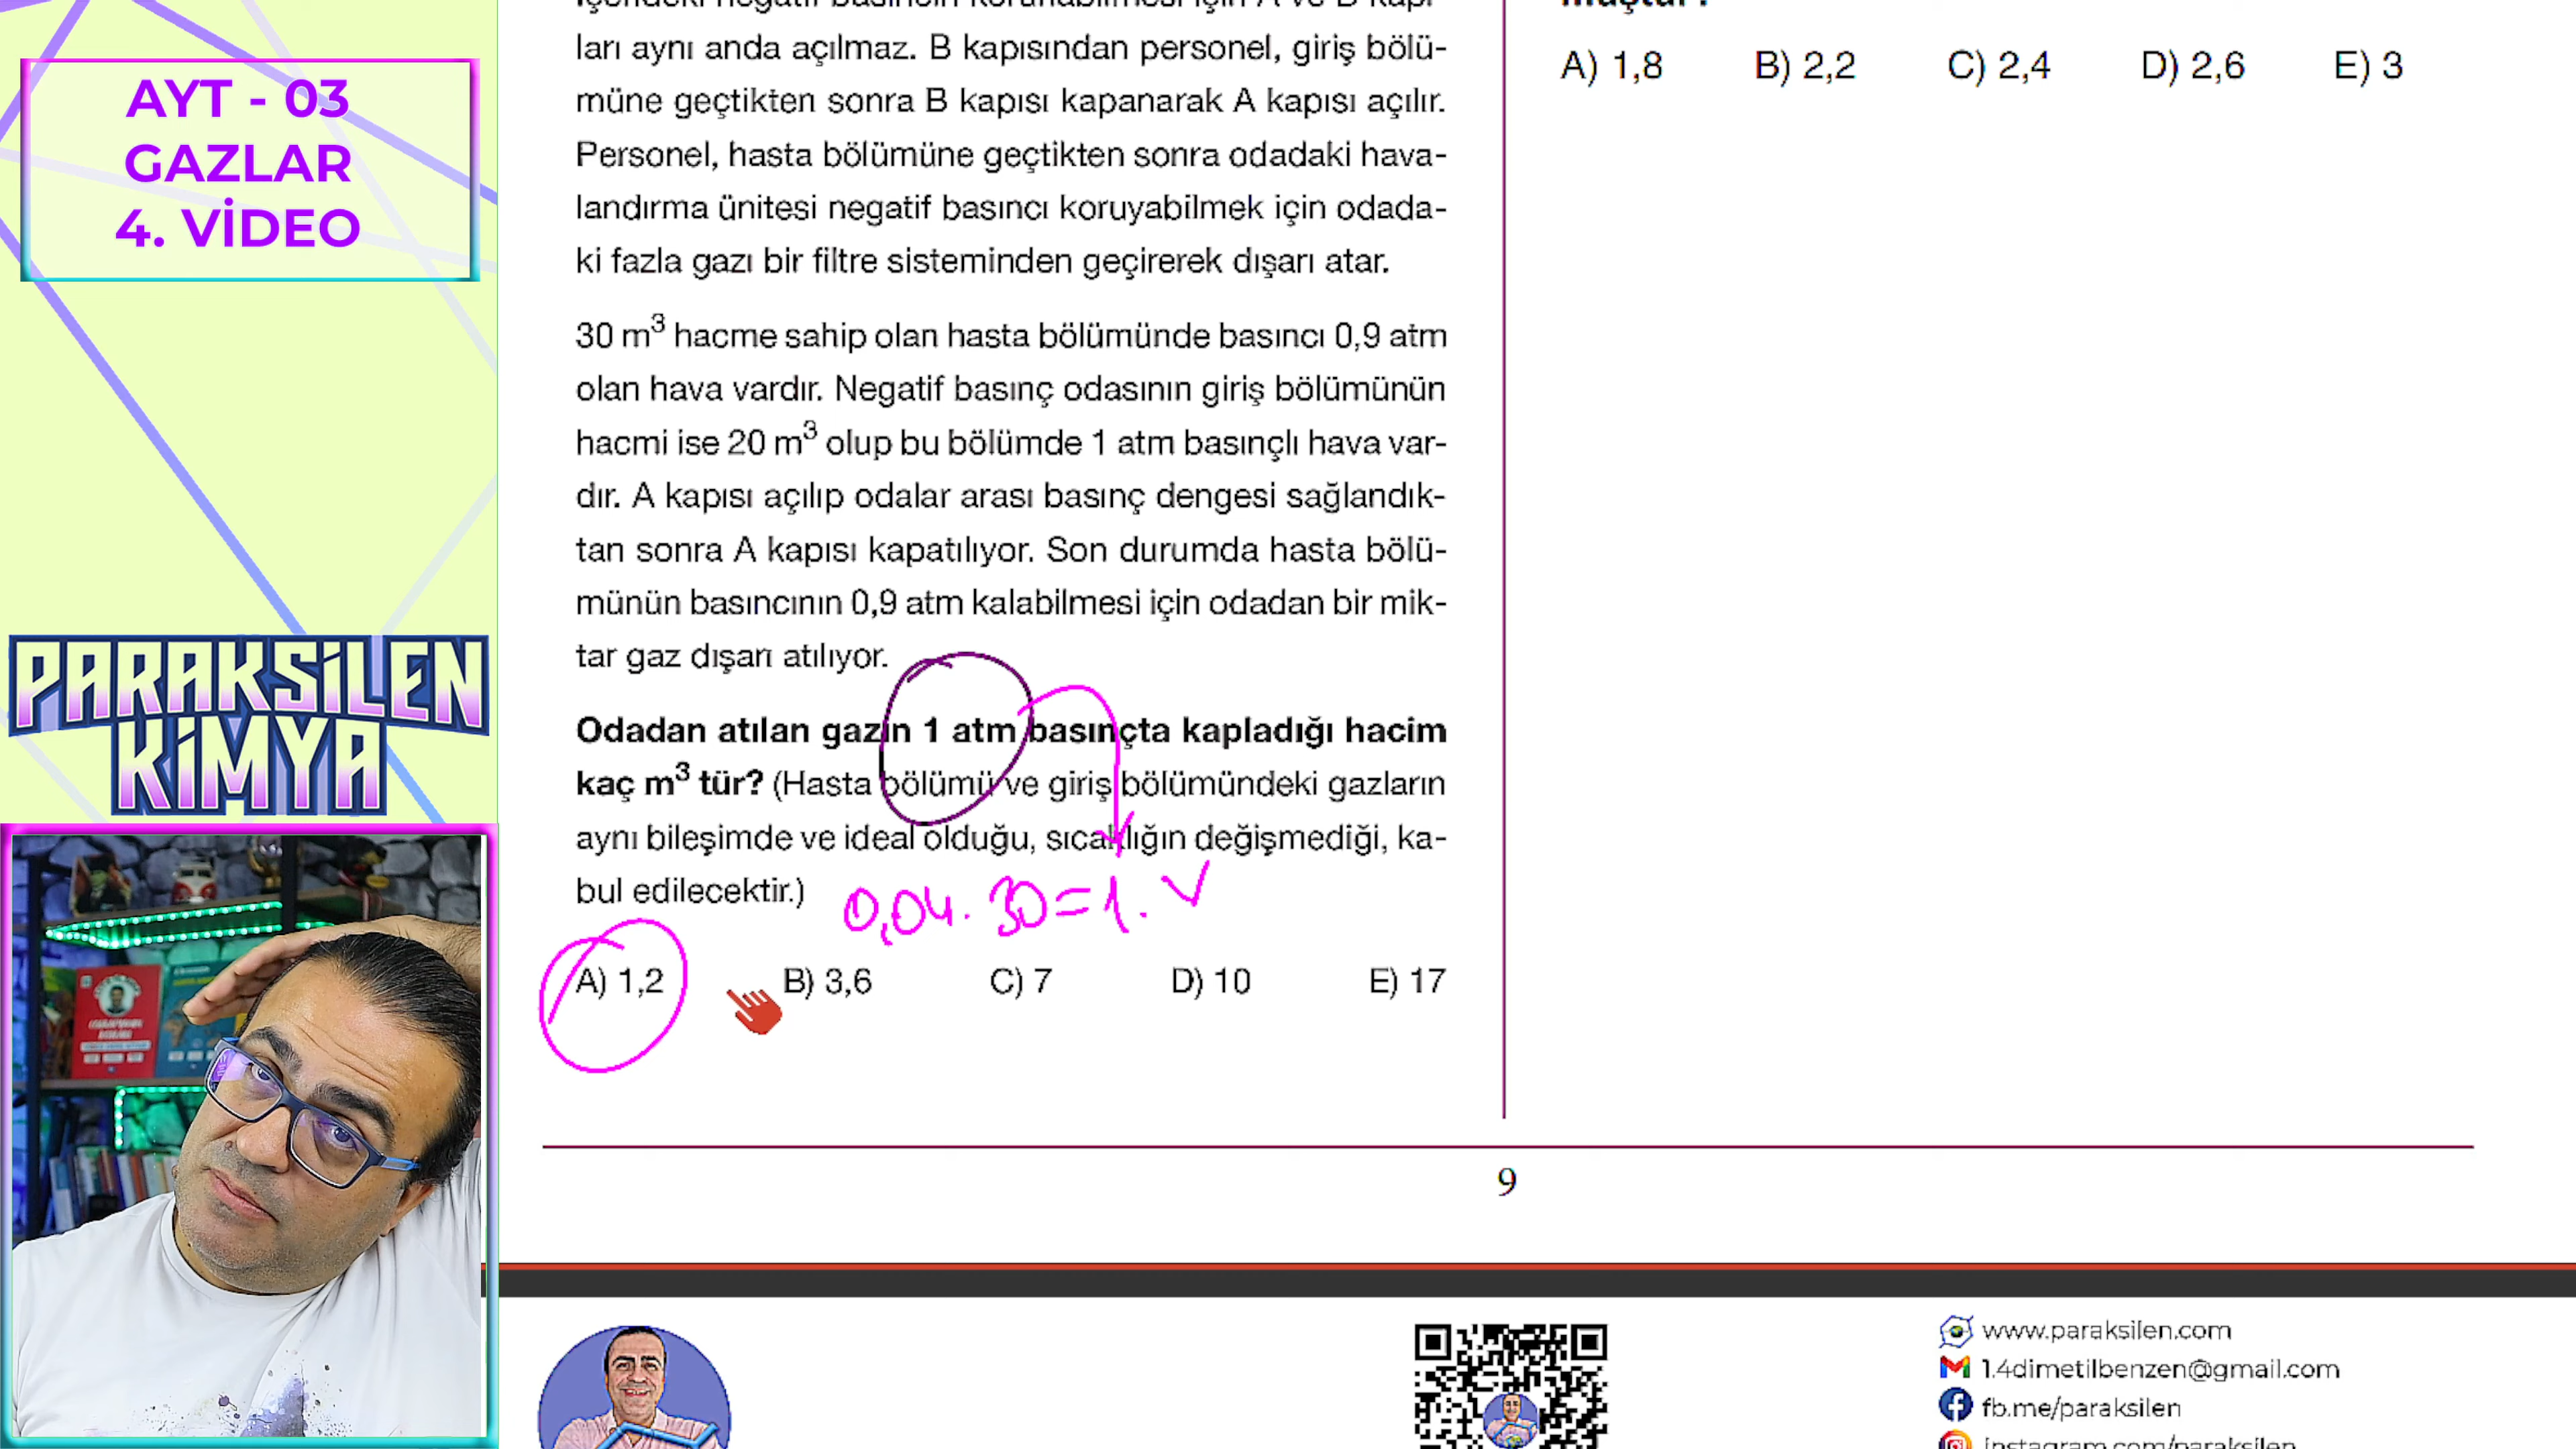 AYT - 03
GAZLAR
4. VİDEO
PARAKSİLEN
KİMYA
ları aynı anda açılmaz. B kapısından personel, giriş bölü-
müne geçtikten sonra B kapısı kapanarak A kapısı açılır.
Personel, hasta bölümüne geçtikten sonra odadaki hava-
landırma ünitesi negatif basıncı koruyabilmek için odada-
ki fazla gazı bir filtre sisteminden geçirerek dışarı atar.
30 m³ hacme sahip olan hasta bölümünde basıncı 0,9 atm
olan hava vardır. Negatif basınç odasının giriş bölümünün
hacmi ise 20 m³ olup bu bölümde 1 atm basınçlı hava var-
dır. A kapısı açılıp odalar arası basınç dengesi sağlandık-
tan sonra A kapısı kapatılıyor. Son durumda hasta bölü-
münün basıncının 0,9 atm kalabilmesi için odadan bir mik-
tar gaz dışarı atılıyor.
Odadan atılan gazın 1 atm basınçta kapladığı hacim
kaç m³ tür? (Hasta bölümü ve giriş bölümündeki gazların
aynı bileşimde ve ideal olduğu, sıcaklığın değişmediği, ka-
bul edilecektir.)
0,04. 30 = 1. V
A) 1,2 B) 3,6 C) 7 D) 10 E) 17
A) 1,8 B) 2,2 C) 2,4 D) 2,6 E) 3
9
www.paraksilen.com
1.4dimetilbenzen@gmail.com
fb.me/paraksilen
instagram.com/paraksilen